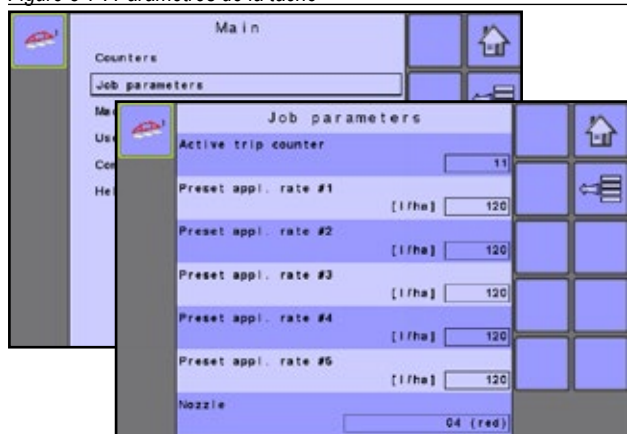 Figure 3-1 : Paramètres de la tâche
Main
Counters
Job parameters
Job parameters
Active trip counter
11
Preset appl. rate #1
[l/ha] 120
Preset appl. rate #2
[l/ha] 120
Preset appl. rate #3
[l/ha] 120
Preset appl. rate #4
[l/ha] 120
Preset appl. rate #5
[l/ha] 120
Nozzle
04 (red)